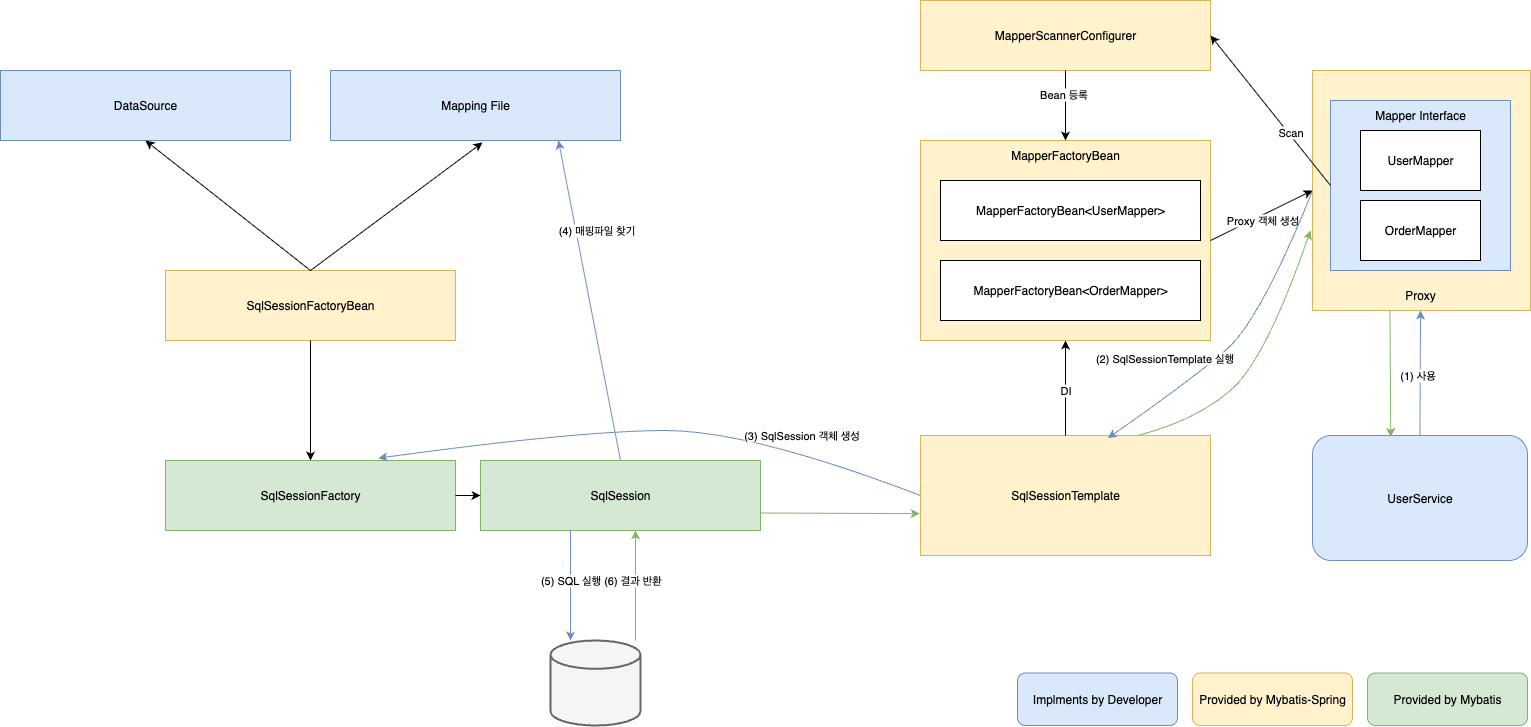 MapperScannerConfigurer
DataSource
Mapping File
Bean 등록
Scan
Mapper Interface
UserMapper
OrderMapper
Proxy
MapperFactoryBean
MapperFactoryBean<UserMapper>
MapperFactoryBean<OrderMapper>
Proxy 객체 생성
(4) 매핑파일 찾기
SqlSessionFactoryBean
(2) SqlSessionTemplate 실행
(1) 사용
DI
(3) SqlSession 객체 생성
SqlSessionFactory
SqlSession
SqlSessionTemplate
UserService
(5) SQL 실행
(6) 결과 반환
Implments by Developer
Provided by Mybatis-Spring
Provided by Mybatis